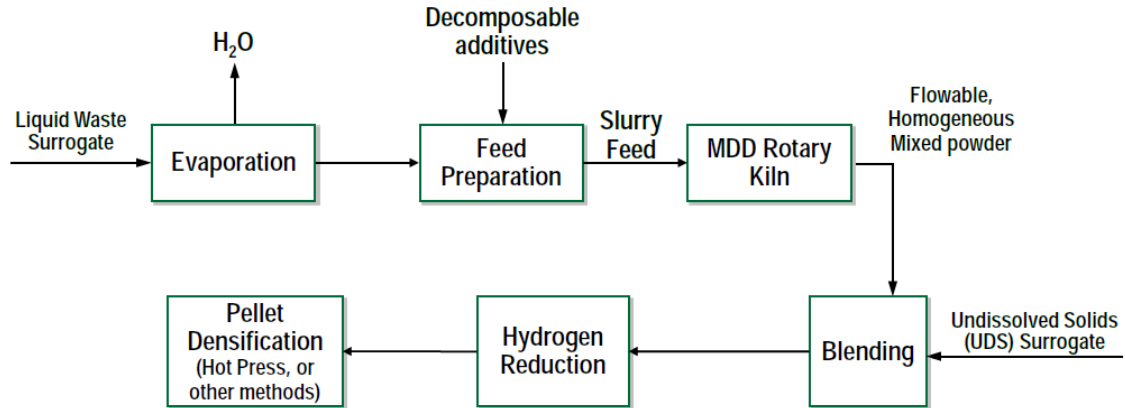 Liquid Waste
Surrogate
H₂O
Evaporation
Decomposable
additives
Feed
Preparation
Slurry
Feed
MDD Rotary
Kiln
Flowable,
Homogeneous
Mixed powder
Undissolved Solids
(UDS) Surrogate
Blending
Hydrogen
Reduction
Pellet
Densification
(Hot Press, or
other methods)